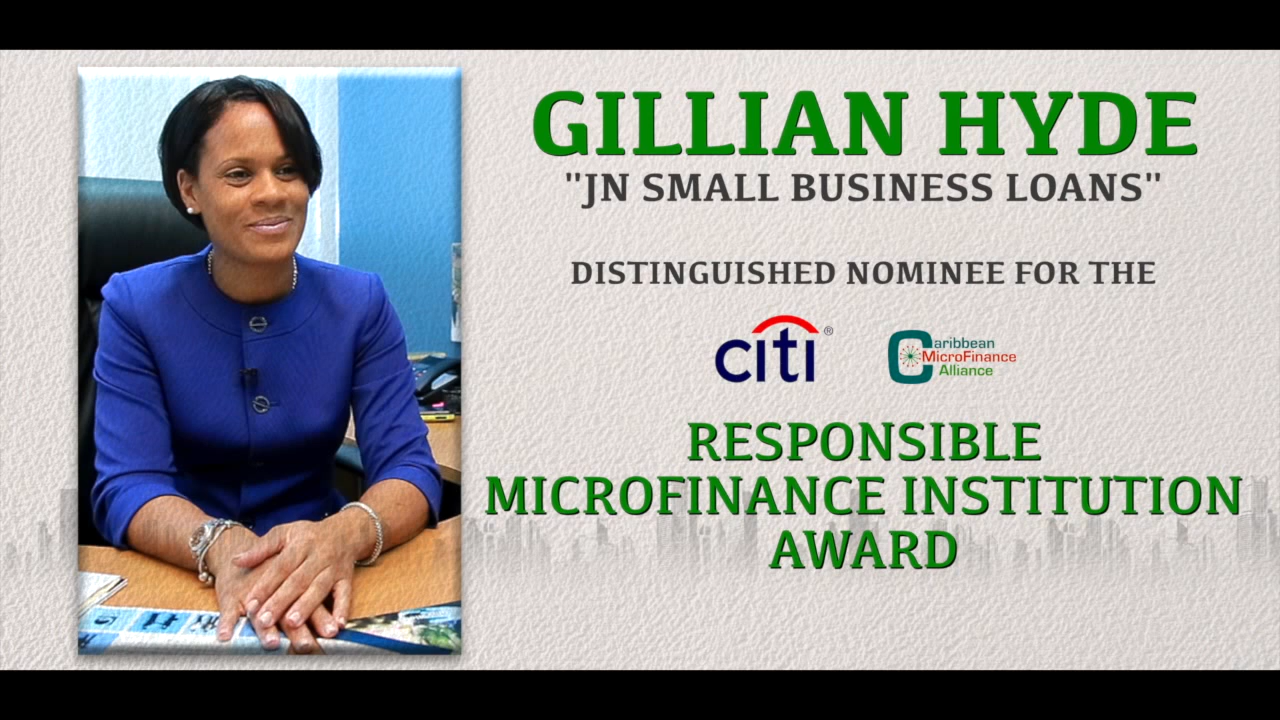 GILLIAN HYDE
"JN SMALL BUSINESS LOANS"
DISTINGUISHED NOMINEE FOR THE
citi®
Caribbean
MicroFinance
Alliance
RESPONSIBLE
MICROFINANCE INSTITUTION
AWARD